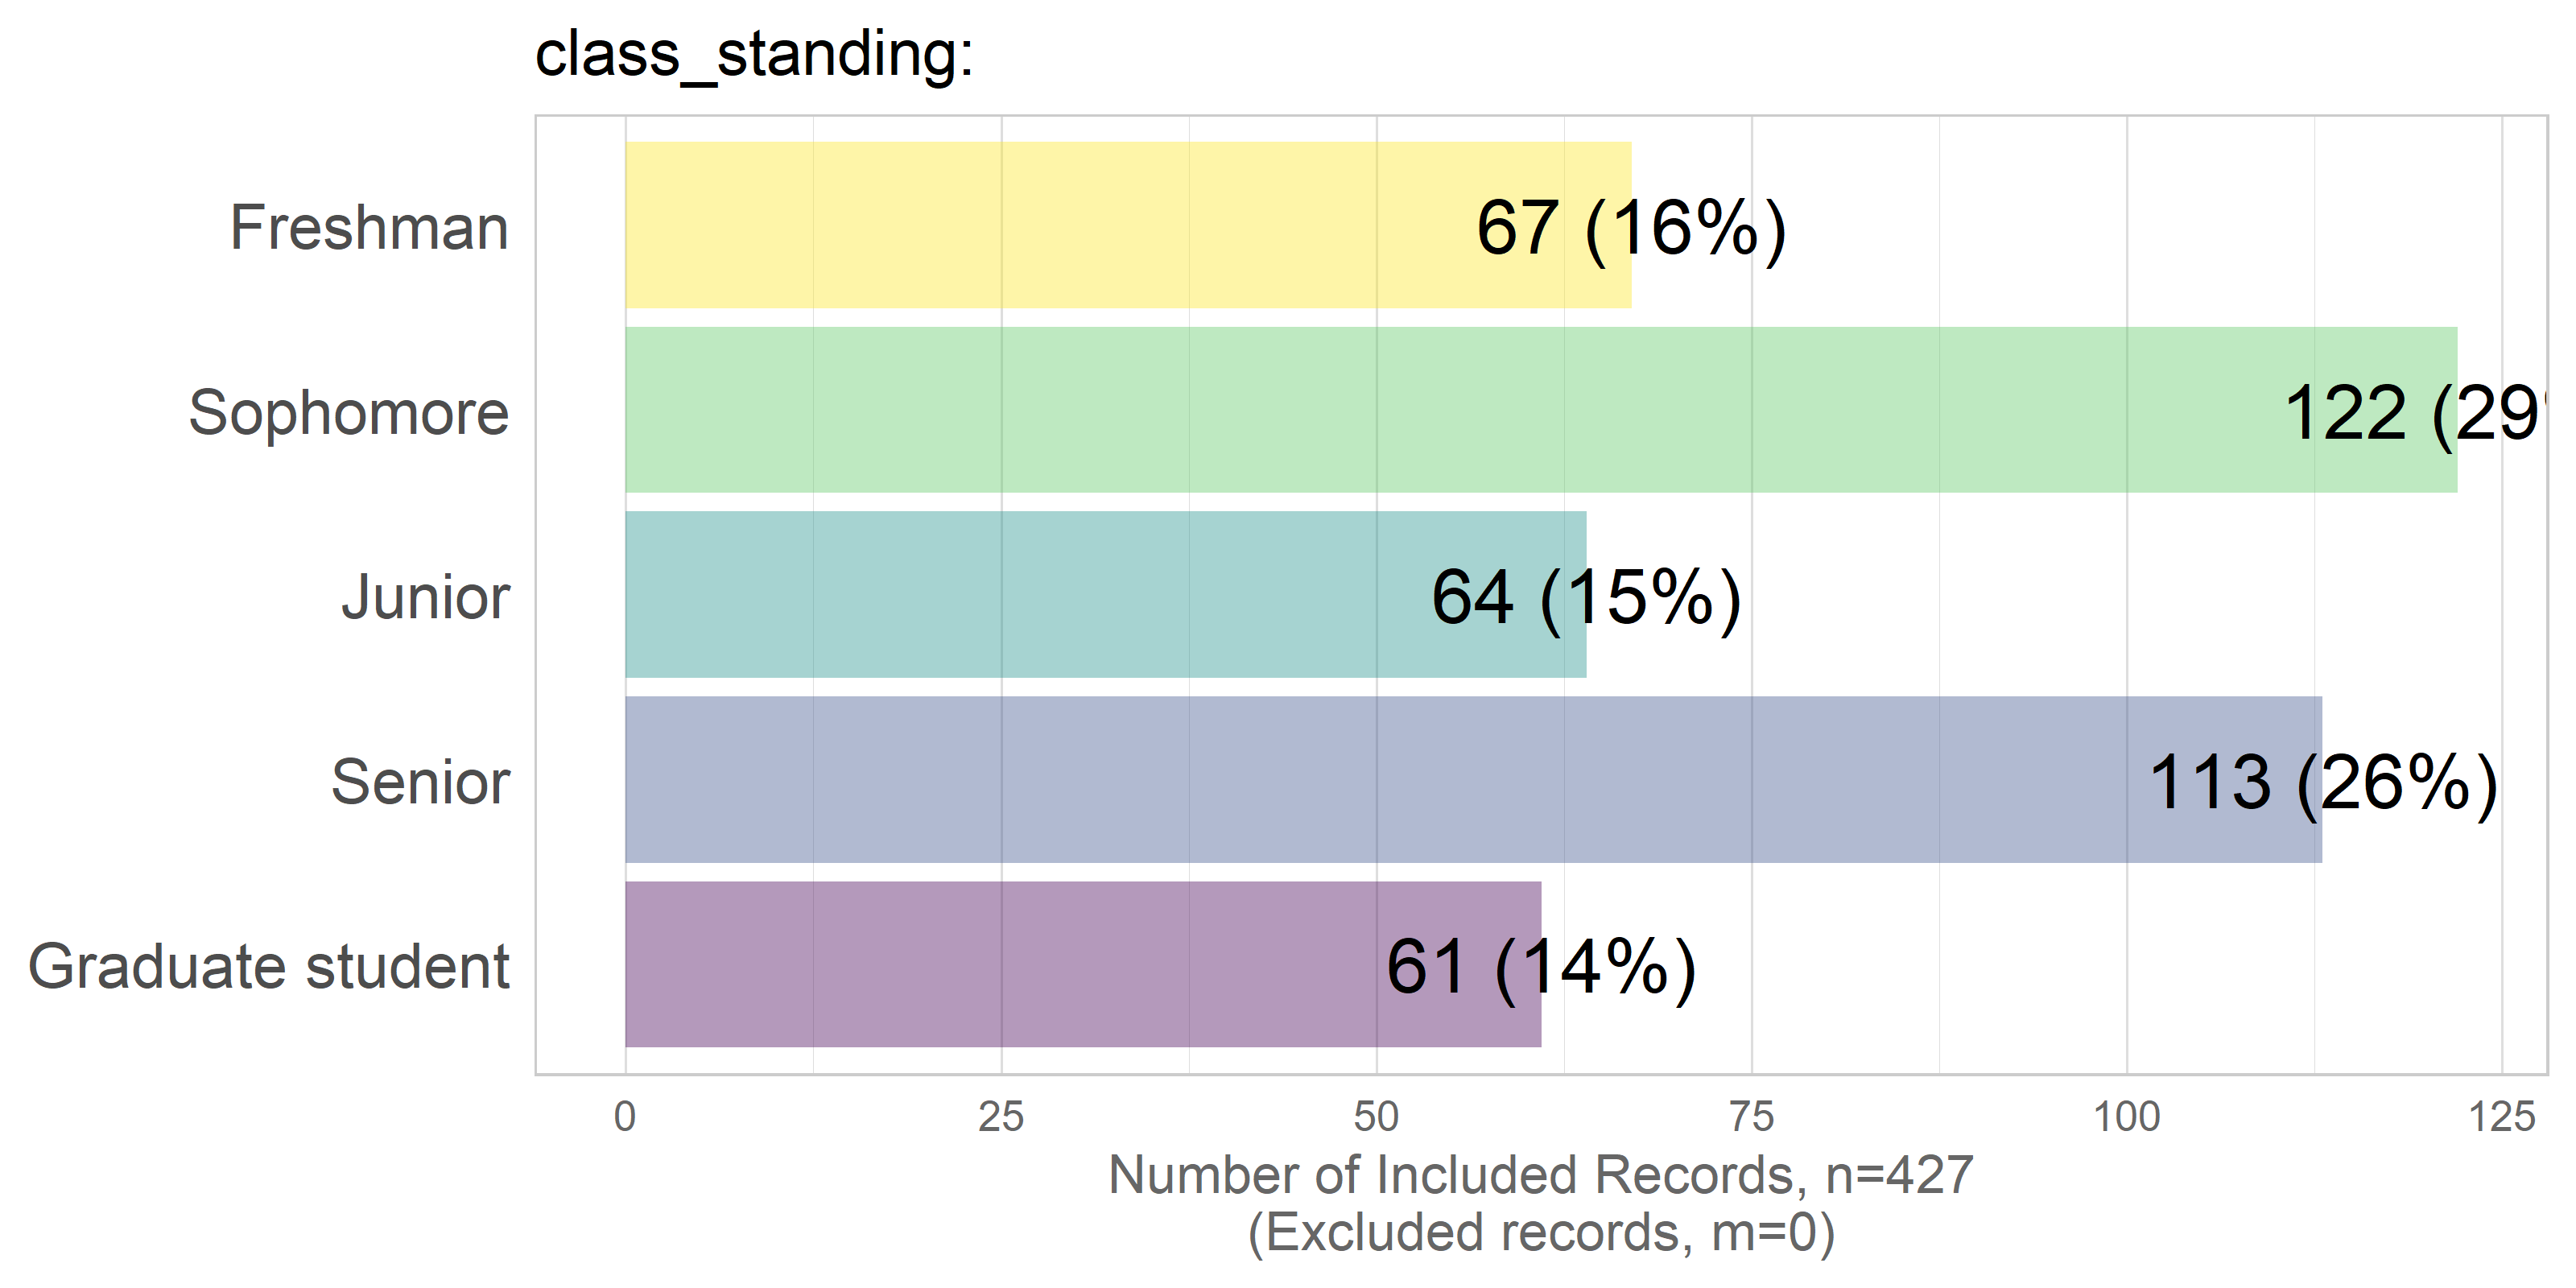 class_standing:
Freshman 67 (16%)
Sophomore 122 (29
Junior 64 (15%)
Senior 113 (26%)
Graduate student 61 (14%)
0 25 50 75 100 125
Number of Included Records, n=427
(Excluded records, m=0)